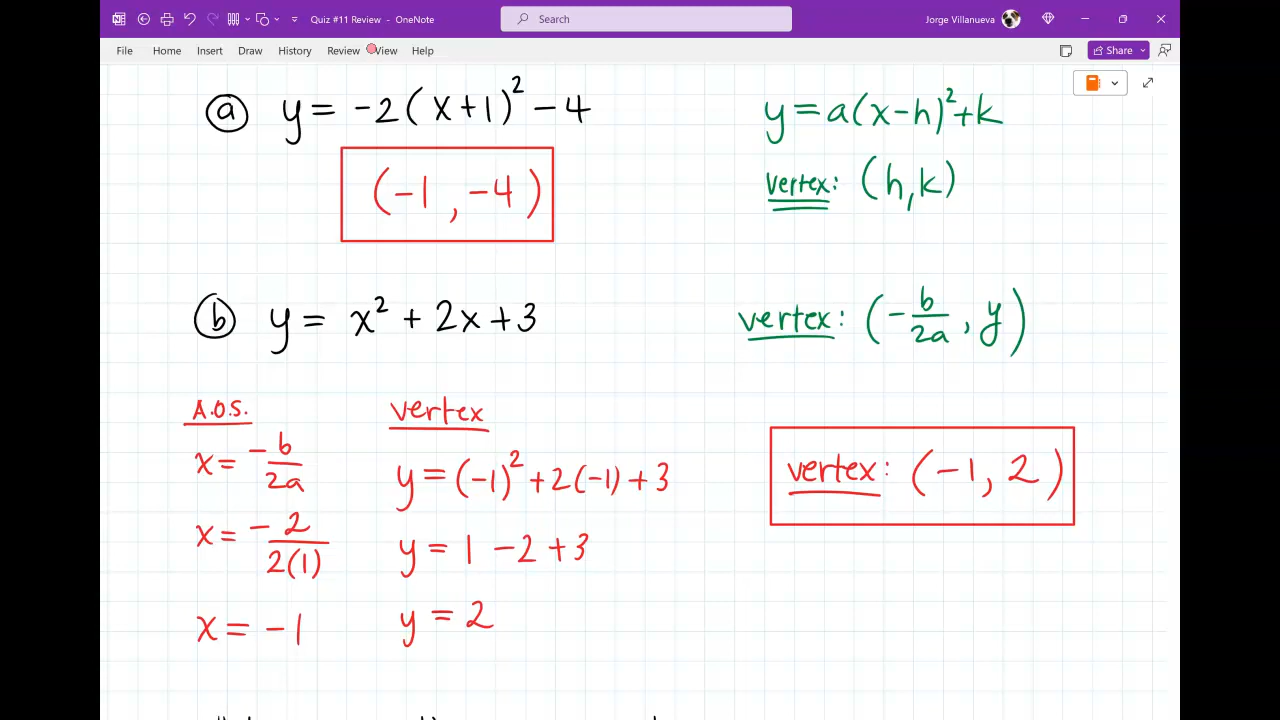 Quiz #11 Review - OneNote
Search
Jorge Villanueva
File Home Insert Draw History Review View Help
Share
ⓐ y = -2(x+1)² - 4
y = a(x-h)² + k
(-1, -4)
vertex: (h, k)
ⓑ y = x² + 2x + 3
vertex: (-b/2a, y)
A.O.S.
vertex
x = -b/2a
y = (-1)² + 2(-1) + 3
vertex: (-1, 2)
x = -2/2(1)
y = 1 - 2 + 3
x = -1
y = 2